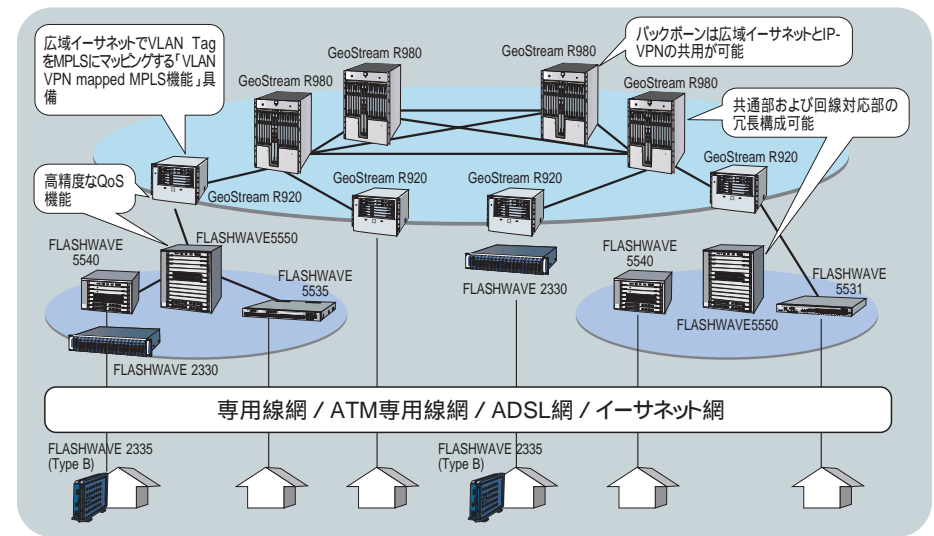 広域イーサネットでVLAN Tag
をMPLSにマッピングする「VLAN
VPN mapped MPLS機能」具
備
GeoStream R980
GeoStream R980
GeoStream R980
GeoStream R980
バックボーンは広域イーサネットとIP-
VPNの共用が可能
共通部および回線対応部の
冗長構成可能
高精度なQoS
機能
GeoStream R920
GeoStream R920
GeoStream R920
GeoStream R920
FLASHWAVE
5540
FLASHWAVE5550
FLASHWAVE
5535
FLASHWAVE 2330
FLASHWAVE 2330
FLASHWAVE
5540
FLASHWAVE5550
FLASHWAVE
5531
専用線網 / ATM専用線網 / ADSL網 / イーサネット網
FLASHWAVE 2335
(Type B)
FLASHWAVE 2335
(Type B)